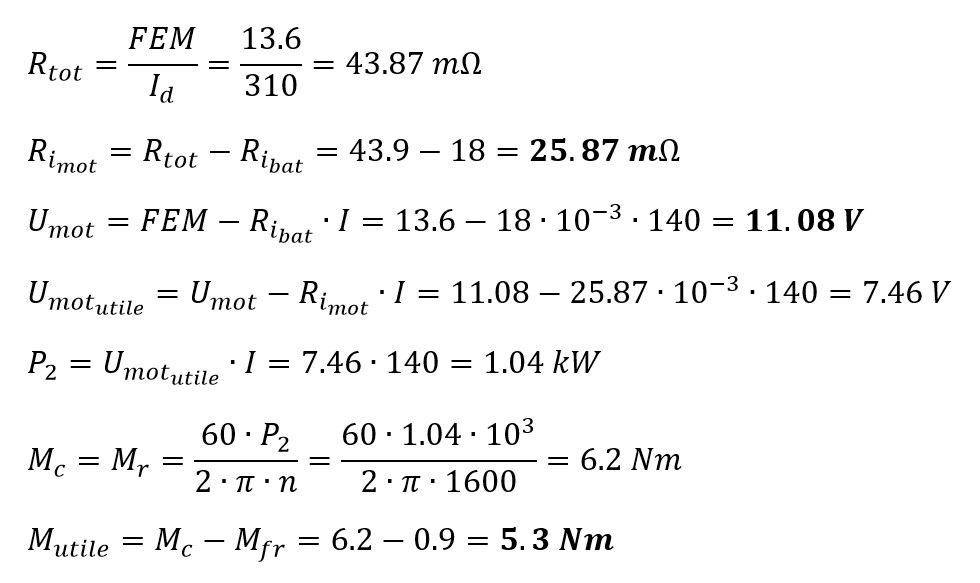 R_tot = FEM / I_d = 13.6 / 310 = 43.87 mΩ
R_i_mot = R_tot − R_i_bat = 43.9 − 18 = 25.87 mΩ
U_mot = FEM − R_i_bat · I = 13.6 − 18 · 10^−3 · 140 = 11.08 V
U_mot_utile = U_mot − R_i_mot · I = 11.08 − 25.87 · 10^−3 · 140 = 7.46 V
P_2 = U_mot_utile · I = 7.46 · 140 = 1.04 kW
M_c = M_r = 60 · P_2 / 2 · π · n = 60 · 1.04 · 10^3 / 2 · π · 1600 = 6.2 Nm
M_utile = M_c − M_fr = 6.2 − 0.9 = 5.3 Nm